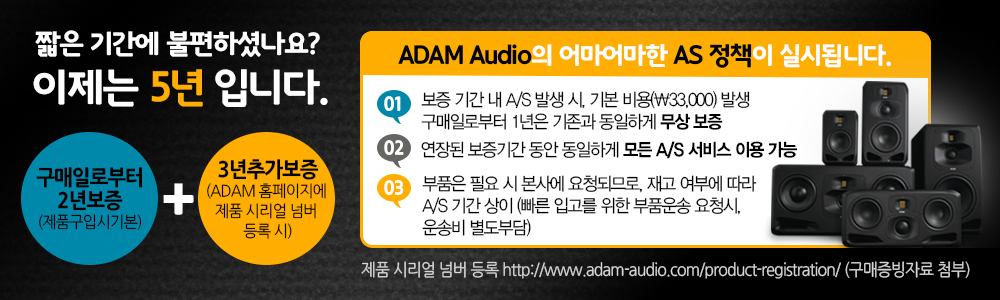 짧은 기간에 불편하셨나요?
이제는 5년 입니다.
구매일로부터
2년보증
(제품구입시기본)
+
3년추가보증
(ADAM 홈페이지에
제품 시리얼 넘버
등록 시)
ADAM Audio의 어마어마한 AS 정책이 실시됩니다.
01 보증 기간 내 A/S 발생 시, 기본 비용(₩33,000) 발생
구매일로부터 1년은 기존과 동일하게 무상 보증
02 연장된 보증기간 동안 동일하게 모든 A/S 서비스 이용 가능
03 부품은 필요 시 본사에 요청되므로, 재고 여부에 따라
A/S 기간 상이 (빠른 입고를 위한 부품운송 요청시,
운송비 별도부담)
제품 시리얼 넘버 등록 http://www.adam-audio.com/product-registration/ (구매증빙자료 첨부)